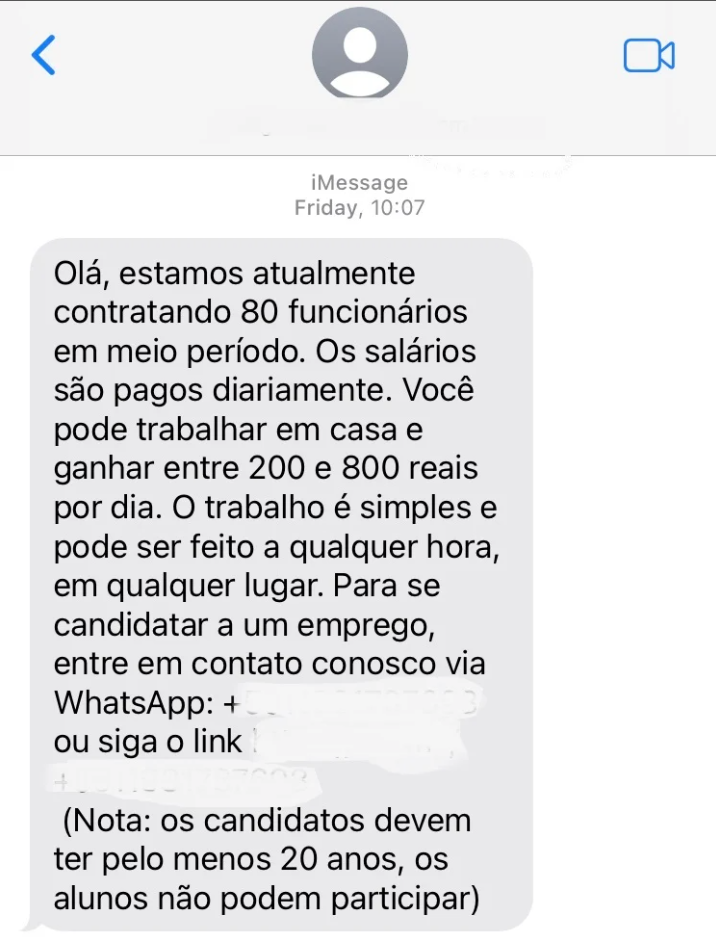 iMessage
Friday, 10:07
Olá, estamos atualmente
contratando 80 funcionários
em meio período. Os salários
são pagos diariamente. Você
pode trabalhar em casa e
ganhar entre 200 e 800 reais
por dia. O trabalho é simples e
pode ser feito a qualquer hora,
em qualquer lugar. Para se
candidatar a um emprego,
entre em contato conosco via
WhatsApp: +
ou siga o link
(Nota: os candidatos devem
ter pelo menos 20 anos, os
alunos não podem participar)